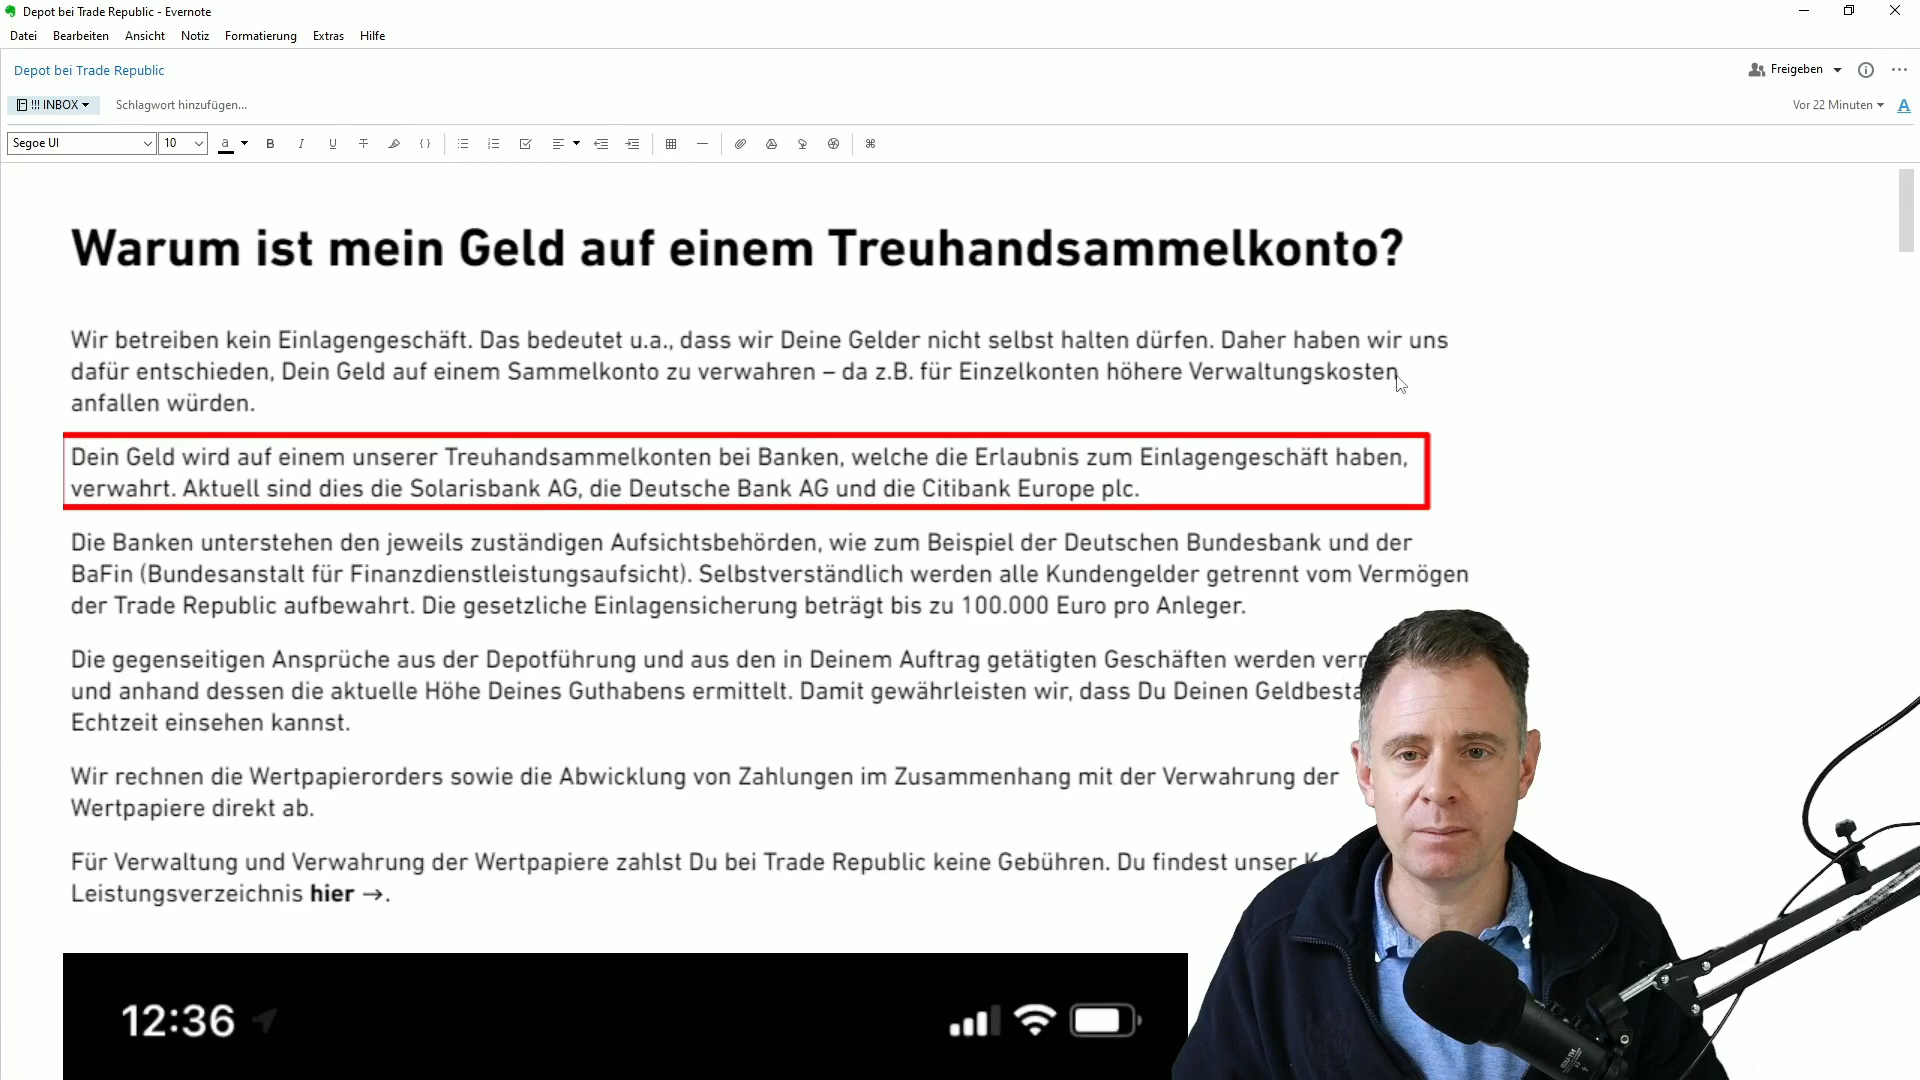 Depot bei Trade Republic - Evernote
Datei Bearbeiten Ansicht Notiz Formatierung Extras Hilfe
Depot bei Trade Republic
Freigeben
!!! INBOX
Schlagwort hinzufügen...
Vor 22 Minuten
A
Segoe UI 10 a B I U T
Warum ist mein Geld auf einem Treuhandsammelkonto?
Wir betreiben kein Einlagengeschäft. Das bedeutet u.a., dass wir Deine Gelder nicht selbst halten dürfen. Daher haben wir uns
dafür entschieden, Dein Geld auf einem Sammelkonto zu verwahren – da z.B. für Einzelkonten höhere Verwaltungskosten
anfallen würden.
Dein Geld wird auf einem unserer Treuhandsammelkonten bei Banken, welche die Erlaubnis zum Einlagengeschäft haben,
verwahrt. Aktuell sind dies die Solarisbank AG, die Deutsche Bank AG und die Citibank Europe plc.
Die Banken unterstehen den jeweils zuständigen Aufsichtsbehörden, wie zum Beispiel der Deutschen Bundesbank und der
BaFin (Bundesanstalt für Finanzdienstleistungsaufsicht). Selbstverständlich werden alle Kundengelder getrennt vom Vermögen
der Trade Republic aufbewahrt. Die gesetzliche Einlagensicherung beträgt bis zu 100.000 Euro pro Anleger.
Die gegenseitigen Ansprüche aus der Depotführung und aus den in Deinem Auftrag getätigten Geschäften werden
und anhand dessen die aktuelle Höhe Deines Guthabens ermittelt. Damit gewährleisten wir, dass Du Deinen
Echtzeit einsehen kannst.
Wir rechnen die Wertpapierorders sowie die Abwicklung von Zahlungen im Zusammenhang mit der Verwahrung der
Wertpapiere direkt ab.
Für Verwaltung und Verwahrung der Wertpapiere zahlst Du bei Trade Republic keine Gebühren. Du findest unser
Leistungsverzeichnis hier →.
12:36